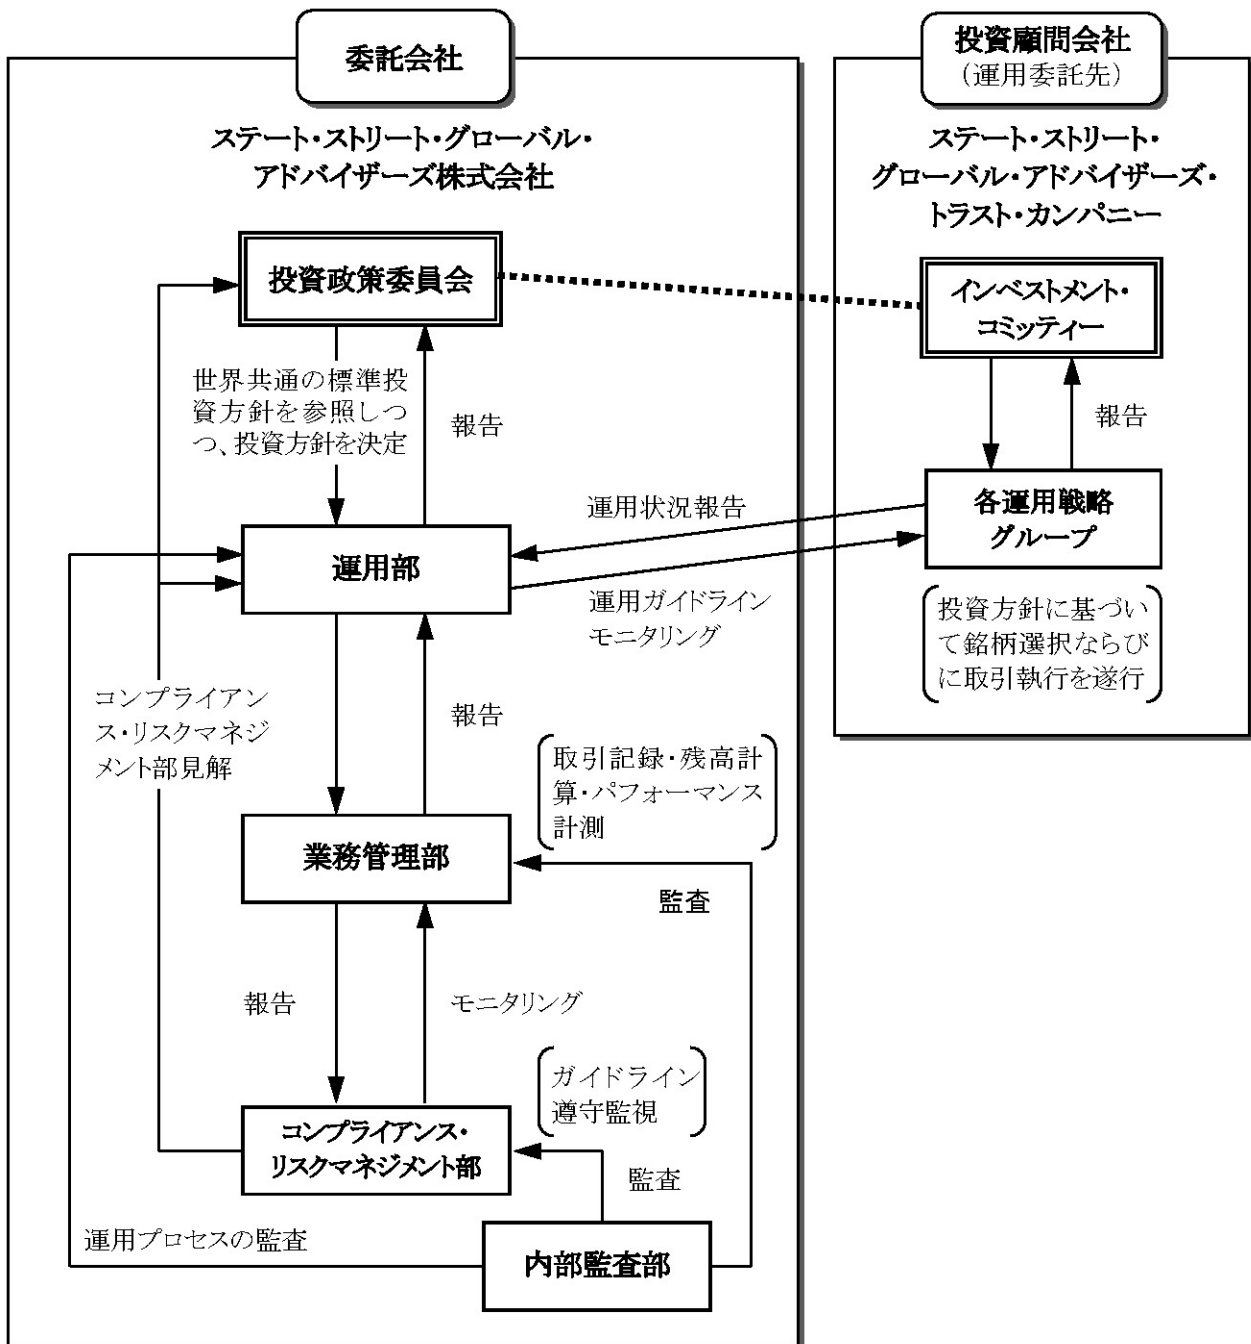 委託会社
ステート・ストリート・グローバル・
アドバイザーズ株式会社
投資政策委員会
世界共通の標準投
資方針を参照しつ
つ、投資方針を決定
報告
運用部
運用状況報告
運用ガイドライン
モニタリング
コンプライアン
ス・リスクマネジ
メント部見解
報告
取引記録・残高計
算・パフォーマンス
計測
業務管理部
監査
報告
モニタリング
ガイドライン
遵守監視
コンプライアンス・
リスクマネジメント部
監査
運用プロセスの監査
内部監査部
投資顧問会社
（運用委託先）
ステート・ストリート・
グローバル・アドバイザーズ・
トラスト・カンパニー
インベストメント・
コミッティー
報告
各運用戦略
グループ
投資方針に基づい
て銘柄選択ならび
に取引執行を遂行